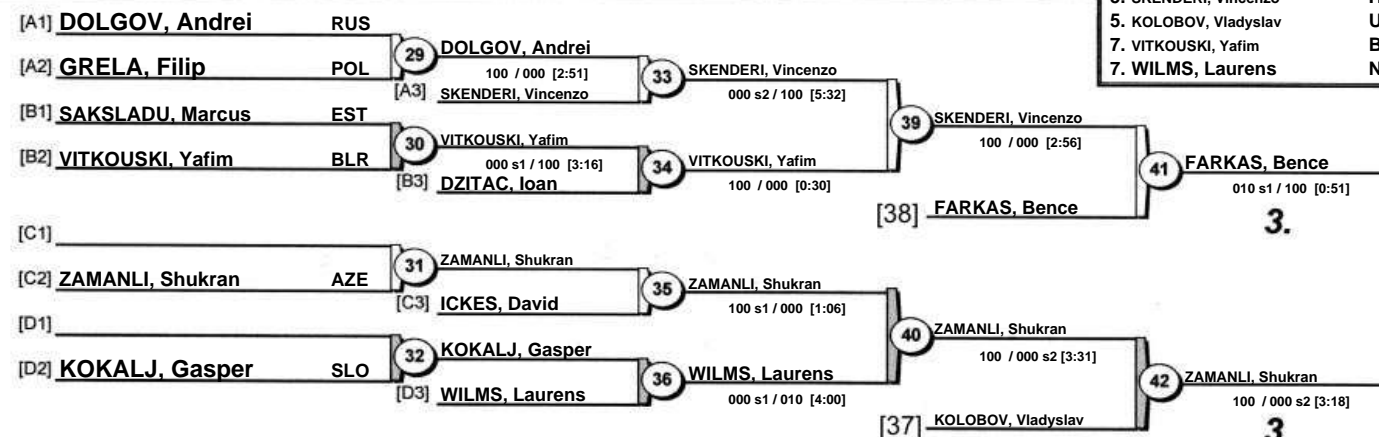 5. KOLOBOV, Vladyslav U
7. VITKOUSKI, Yafim B
7. WILMS, Laurens N
[A1] DOLGOV, Andrei RUS
29 DOLGOV, Andrei
[A2] GRELA, Filip POL
100 / 000 [2:51]
33 SKENDERI, Vincenzo
[A3] SKENDERI, Vincenzo
000 s2 / 100 [5:32]
[B1] SAKSLADU, Marcus EST
39 SKENDERI, Vincenzo
30 VITKOUSKI, Yafim
100 / 000 [2:56]
[B2] VITKOUSKI, Yafim BLR
000 s1 / 100 [3:16]
34 VITKOUSKI, Yafim
41 FARKAS, Bence
[B3] DZITAC, Ioan
100 / 000 [0:30]
010 s1 / 100 [0:51]
[38] FARKAS, Bence
3.
[C1]
31 ZAMANLI, Shukran
[C2] ZAMANLI, Shukran AZE
35 ZAMANLI, Shukran
[C3] ICKES, David
100 s1 / 000 [1:06]
[D1]
40 ZAMANLI, Shukran
32 KOKALJ, Gasper
100 / 000 s2 [3:31]
[D2] KOKALJ, Gasper SLO
36 WILMS, Laurens
42 ZAMANLI, Shukran
[D3] WILMS, Laurens
000 s1 / 010 [4:00]
100 / 000 s2 [3:18]
[37] KOLOBOV, Vladyslav
3